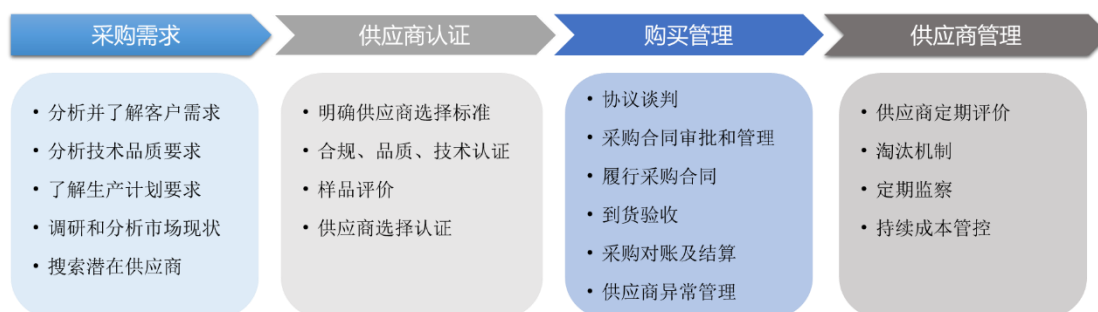 采购需求
供应商认证
购买管理
供应商管理
• 分析并了解客户需求
• 分析技术品质要求
• 了解生产计划要求
• 调研和分析市场现状
• 搜索潜在供应商
• 明确供应商选择标准
• 合规、品质、技术认证
• 样品评价
• 供应商选择认证
• 协议谈判
• 采购合同审批和管理
• 履行采购合同
• 到货验收
• 采购对账及结算
• 供应商异常管理
• 供应商定期评价
• 淘汰机制
• 定期监察
• 持续成本管控